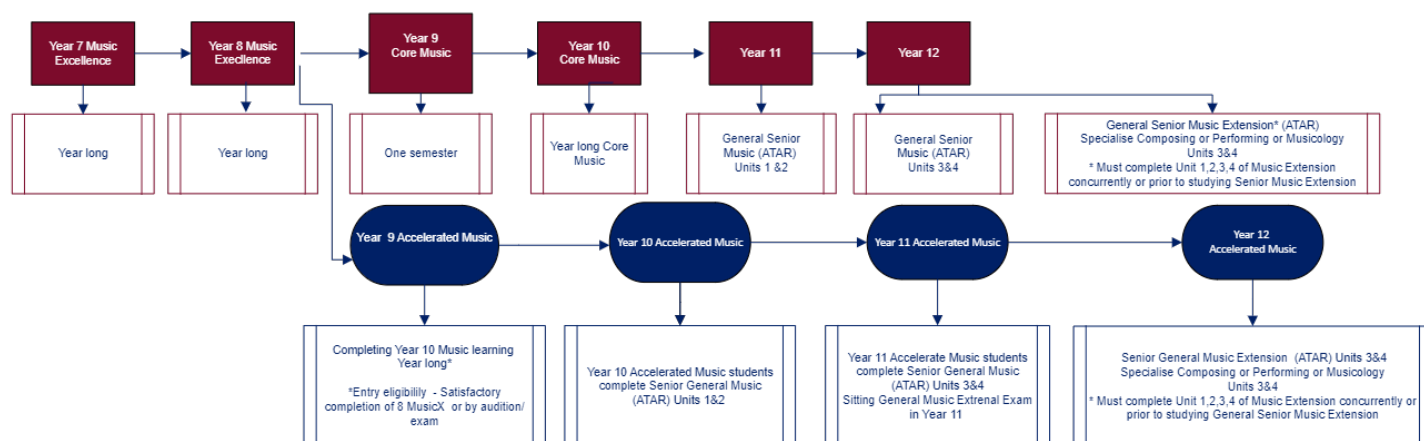 Year 7 Music
Excellence
Year 8 Music
Execllence
Year 9
Core Music
Year 10
Core Music
Year 11
Year 12
Year long
Year long
One semester
Year long Core
Music
General Senior
Music (ATAR)
Units 1 &2
General Senior
Music (ATAR)
Units 3&4
General Senior Music Extension* (ATAR)
Specialise Composing or Performing or Musicology
Units 3&4
* Must complete Unit 1,2,3,4 of Music Extension
concurrently or prior to studying Senior Music Extension
Year 9 Accelerated Music
Year 10 Accelerated Music
Year 11 Accelerated Music
Year 12
Accelerated Music
Completing Year 10 Music learning
Year long*
*Entry eligibilily - Satisfactory
completion of 8 MusicX or by audition/
exam
Year 10 Accelerated Music students
complete Senior General Music
(ATAR) Units 1&2
Year 11 Accelerate Music students
complete Senior General Music
(ATAR) Units 3&4
Sitting General Music Extrenal Exam
in Year 11
Senior General Music Extension (ATAR) Units 3&4
Specialise Composing or Performing or Musicology
Units 3&4
* Must complete Unit 1,2,3,4 of Music Extension concurrently or
prior to studying General Senior Music Extension